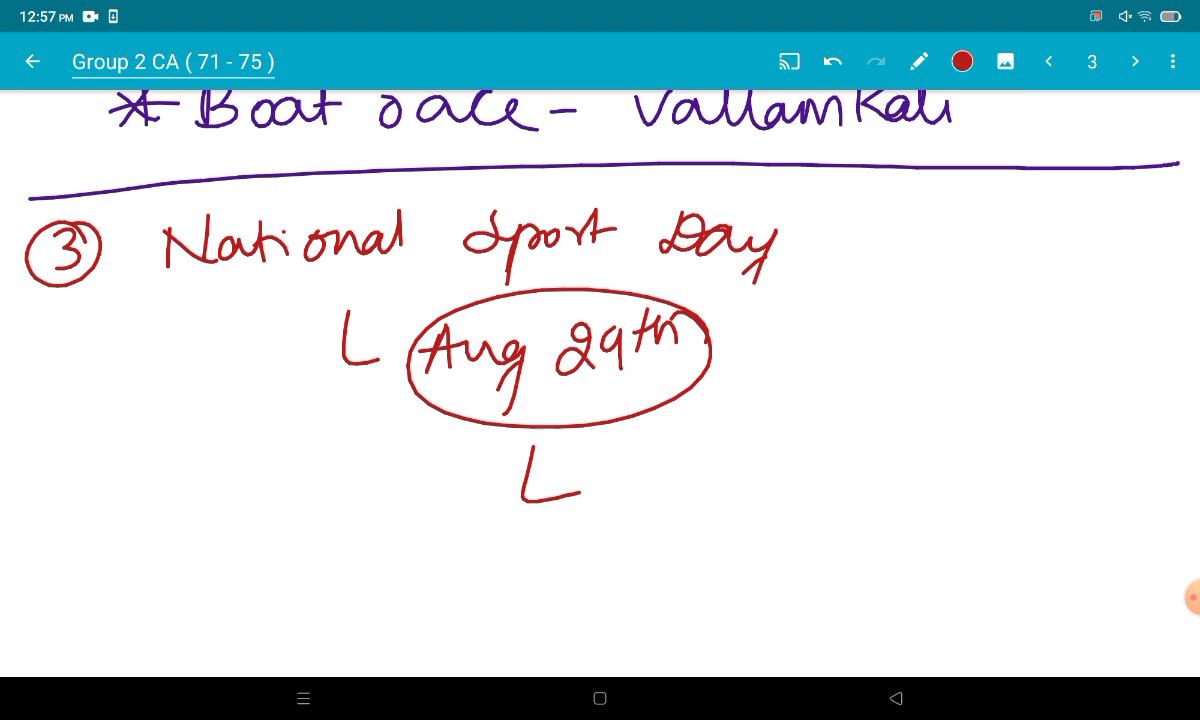 12:57 PM
Group 2 CA ( 71 - 75 )
3
* Boat race - Vallamkali
③ National Sport Day
Aug 29th